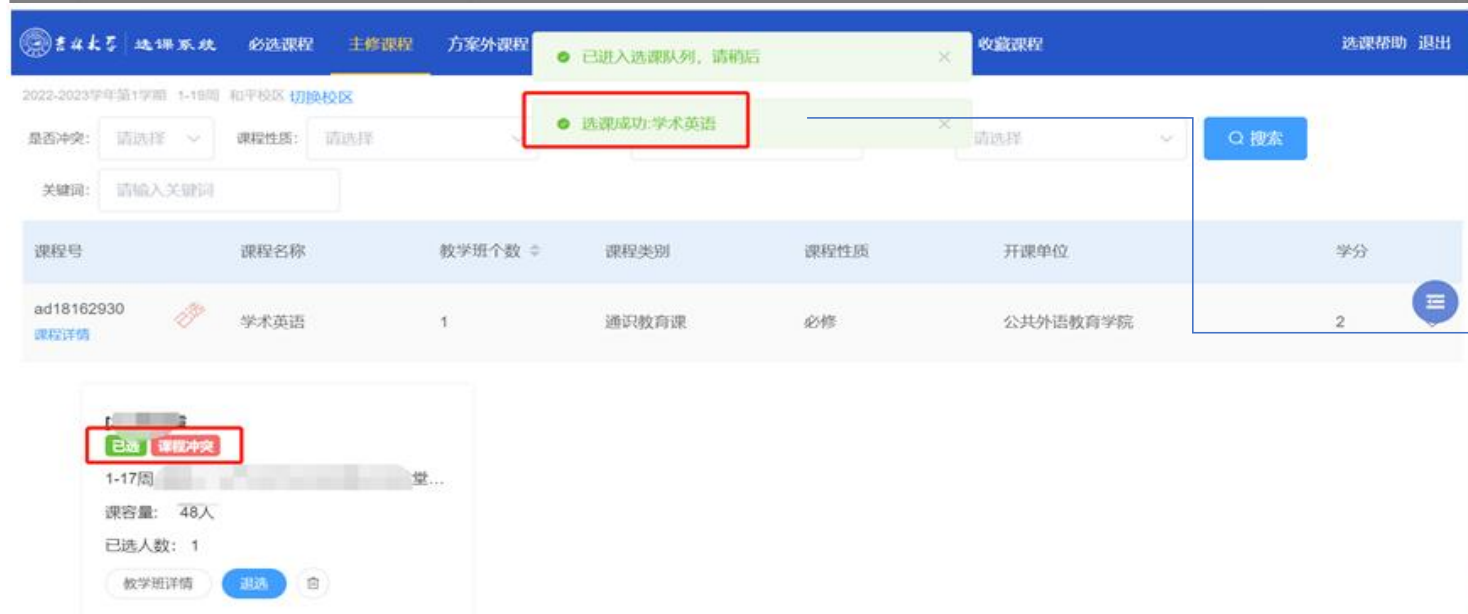 吉林大学 选课系统 必选课程 主修课程 方案外课程 收藏课程 选课帮助 退出
已进入选课队列，请稍后
2022-2023学年第1学期 1-19周 和平校区 切换校区
选课成功:学术英语
是否冲突: 请选择 课程性质: 请选择 请选择 搜索
关键词: 请输入关键词
课程号 课程名称 教学班个数 课程类别 课程性质 开课单位 学分
ad18162930 已选 学术英语 1 通识教育课 必修 公共外语教育学院 2
课程详情
已选 课程冲突
1-17周 堂...
课容量: 48人
已选人数: 1
教学班详情 退选